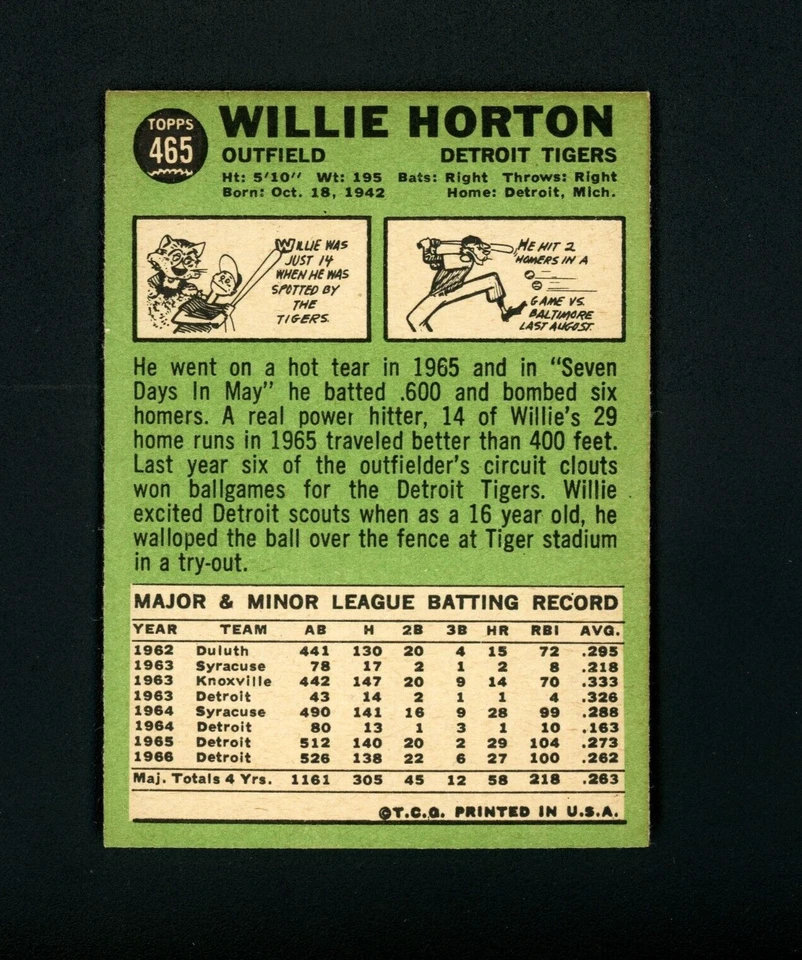 TOPPS
465
WILLIE HORTON
OUTFIELD DETROIT TIGERS
Ht: 5'10" Wt: 195 Bats: Right Throws: Right
Born: Oct. 18, 1942 Home: Detroit, Mich.
WILLIE WAS
JUST 14
WHEN HE WAS
SPOTTED BY
THE
TIGERS.
HE HIT 2
HOMERS IN A
GAME VS.
BALTIMORE
LAST AUGUST.
He went on a hot tear in 1965 and in "Seven
Days In May" he batted .600 and bombed six
homers. A real power hitter, 14 of Willie's 29
home runs in 1965 traveled better than 400 feet.
Last year six of the outfielder's circuit clouts
won ballgames for the Detroit Tigers. Willie
excited Detroit scouts when as a 16 year old, he
walloped the ball over the fence at Tiger stadium
in a try-out.
MAJOR & MINOR LEAGUE BATTING RECORD
YEAR TEAM AB H 2B 3B HR RBI AVG.
1962 Duluth 441 130 20 4 15 72 .295
1963 Syracuse 78 17 2 1 2 8 .218
1963 Knoxville 442 147 20 9 14 70 .333
1963 Detroit 43 14 2 1 1 4 .326
1964 Syracuse 490 141 16 9 28 99 .288
1964 Detroit 80 13 1 3 1 10 .163
1965 Detroit 512 140 20 2 29 104 .273
1966 Detroit 526 138 22 6 27 100 .262
Maj. Totals 4 Yrs. 1161 305 45 12 58 218 .263
©T.C.G. PRINTED IN U.S.A.